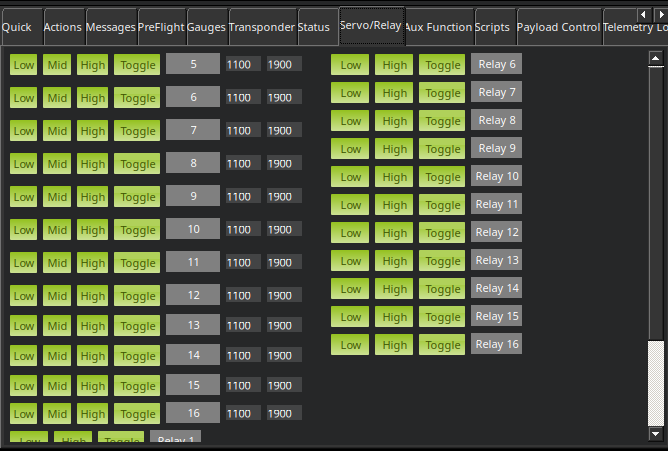 Quick Actions Messages PreFlight Gauges Transponder Status Servo/Relay Aux Function Scripts Payload Control Telemetry Lo
Low Mid High Toggle 5 1100 1900 Low High Toggle Relay 6
Low Mid High Toggle 6 1100 1900 Low High Toggle Relay 7
Low Mid High Toggle 7 1100 1900 Low High Toggle Relay 8
Low Mid High Toggle 8 1100 1900 Low High Toggle Relay 9
Low Mid High Toggle 9 1100 1900 Low High Toggle Relay 10
Low Mid High Toggle 10 1100 1900 Low High Toggle Relay 11
Low Mid High Toggle 11 1100 1900 Low High Toggle Relay 12
Low Mid High Toggle 12 1100 1900 Low High Toggle Relay 13
Low Mid High Toggle 13 1100 1900 Low High Toggle Relay 14
Low Mid High Toggle 14 1100 1900 Low High Toggle Relay 15
Low Mid High Toggle 15 1100 1900 Low High Toggle Relay 16
Low Mid High Toggle 16 1100 1900
Low High Toggle Relay 1